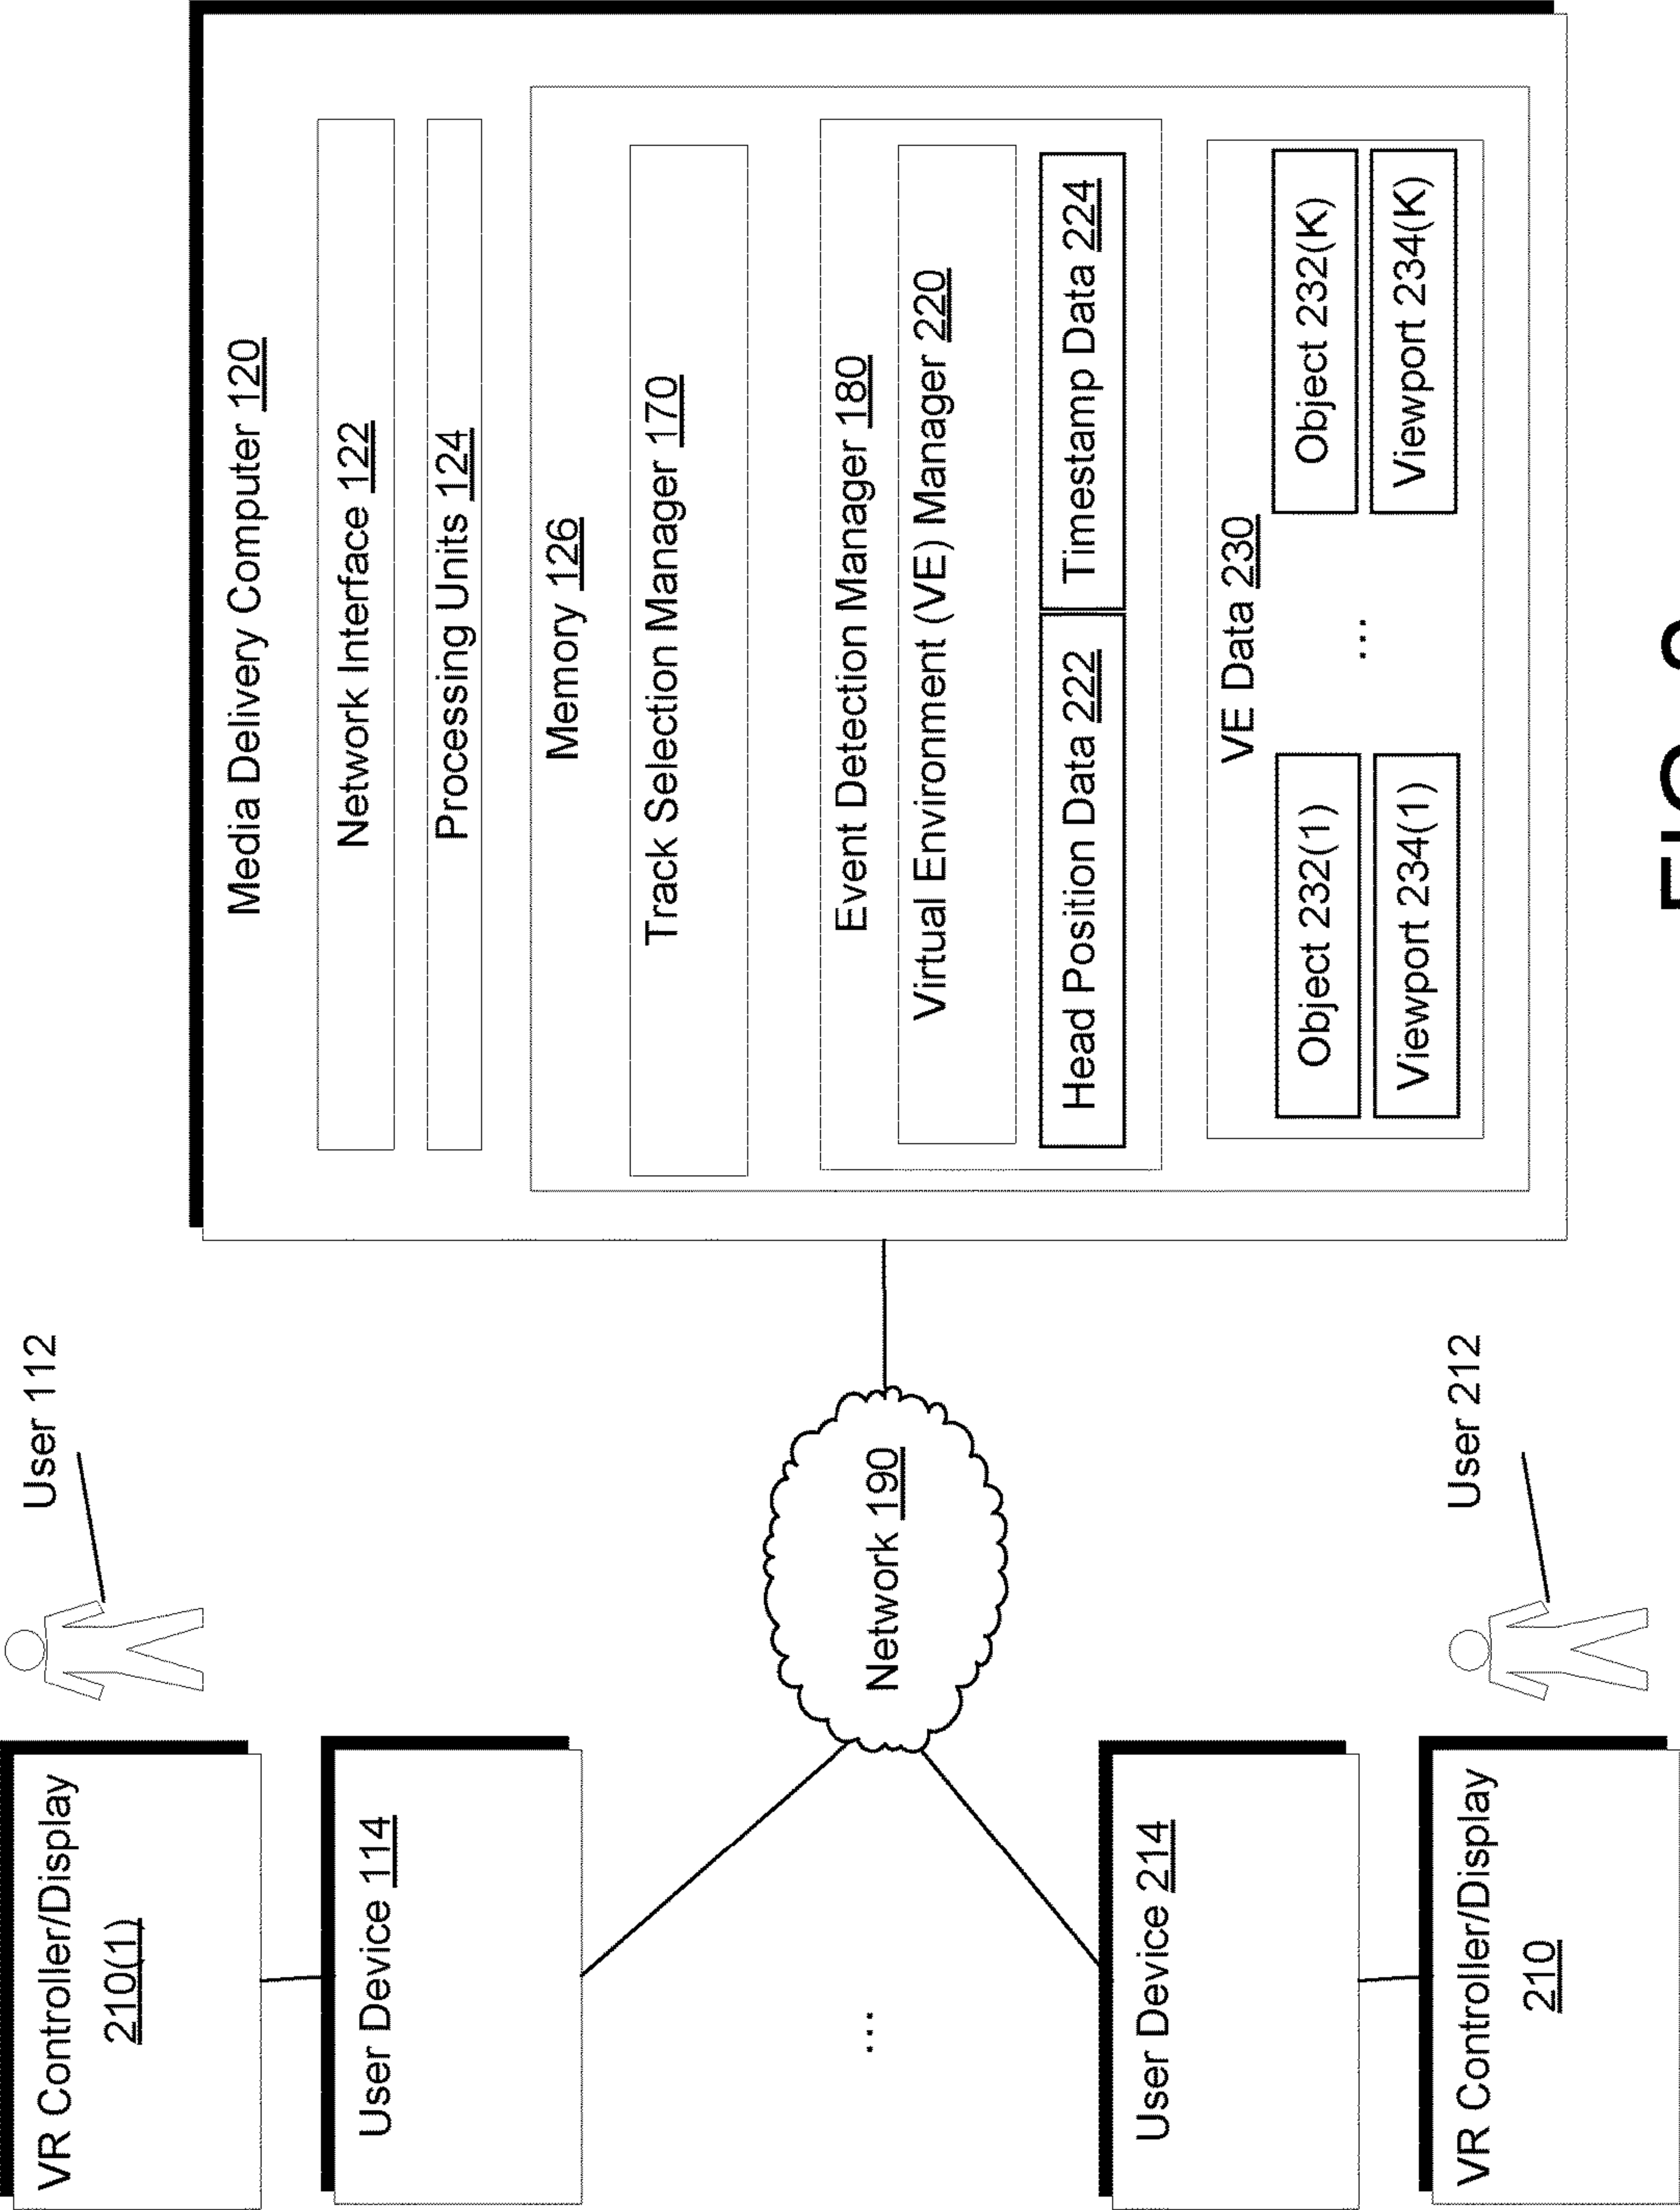 VR Controller/Display
210(1)
User 112
User Device 114
...
Network 190
User Device 214
VR Controller/Display
210
User 212
Media Delivery Computer 120
Network Interface 122
Processing Units 124
Memory 126
Track Selection Manager 170
Event Detection Manager 180
Virtual Environment (VE) Manager 220
Head Position Data 222
Timestamp Data 224
VE Data 230
Object 232(1)
Viewport 234(1)
...
Object 232(K)
Viewport 234(K)